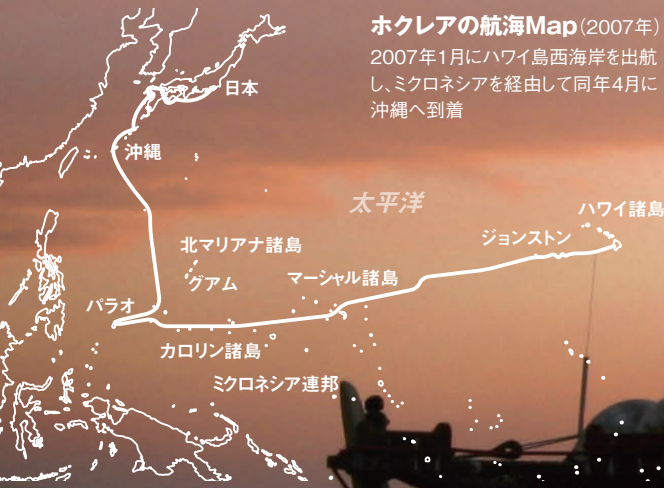 ホクレアの航海Map(2007年)
2007年1月にハワイ島西海岸を出航
し、ミクロネシアを経由して同年4月に
沖縄へ到着
日本
沖縄
太平洋
ハワイ諸島
ジョンストン
北マリアナ諸島
グアム
マーシャル諸島
パラオ
カロリン諸島
ミクロネシア連邦